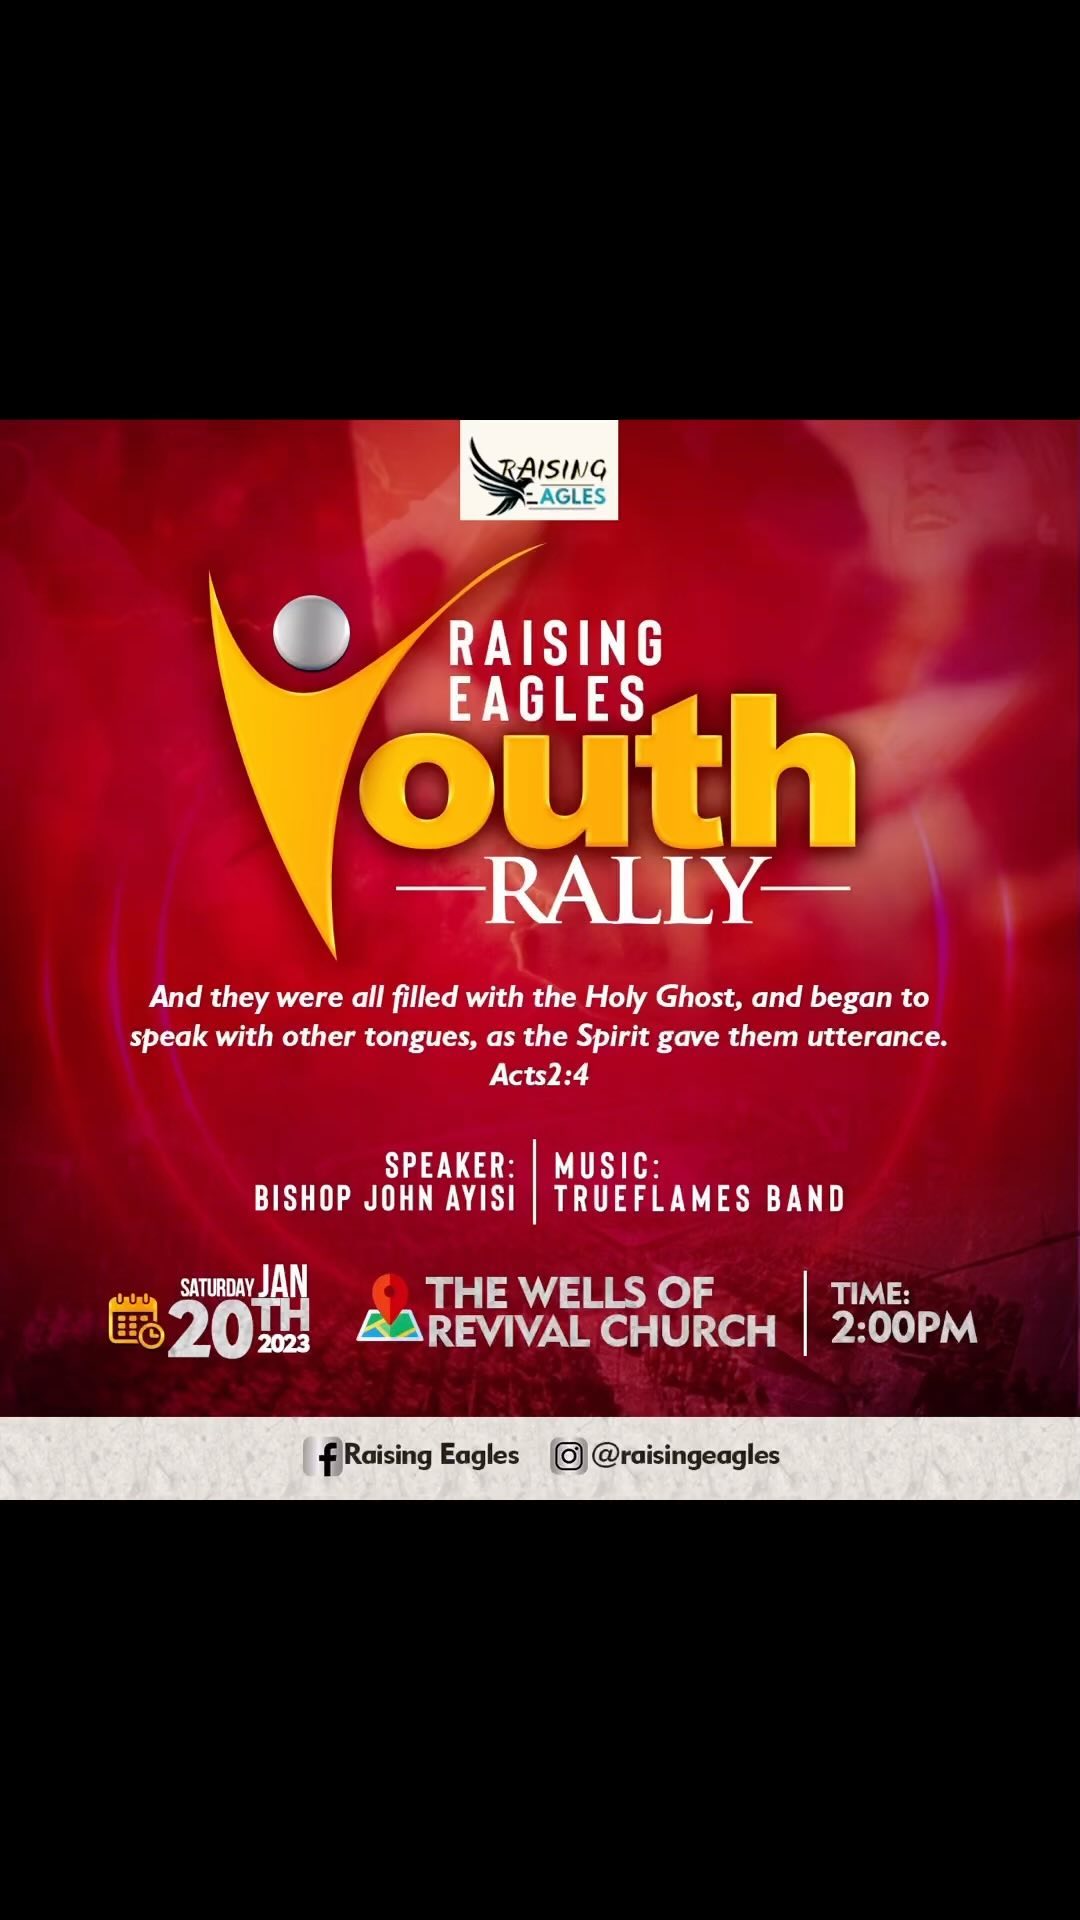 RAISING
EAGLES
RAISING
EAGLES
Youth
RALLY
And they were all filled with the Holy Ghost, and began to
speak with other tongues, as the Spirit gave them utterance.
Acts2:4
SPEAKER:
BISHOP JOHN AYISI
MUSIC:
TRUEFLAMES BAND
SATURDAY JAN
20TH
2023
THE WELLS OF
REVIVAL CHURCH
TIME:
2:00PM
Raising Eagles
@raisingeagles